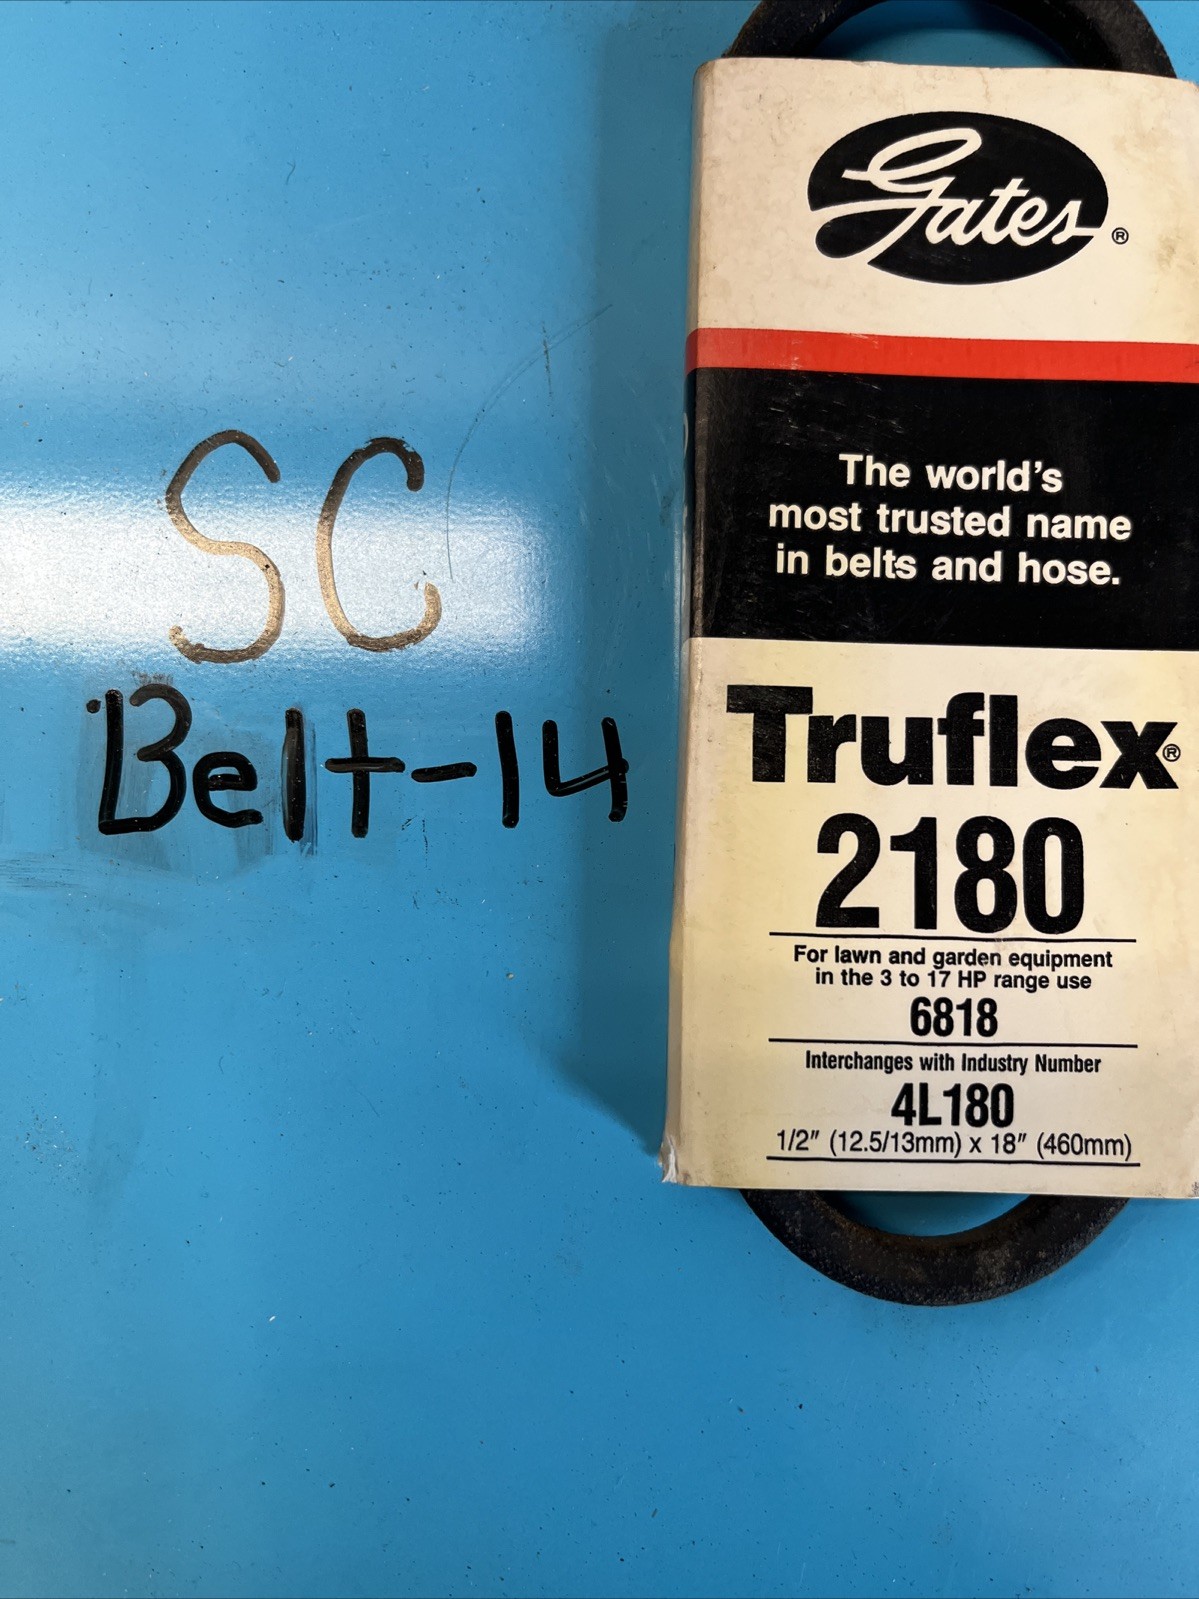 SC
Belt-14
Gates®
The world's
most trusted name
in belts and hose.
Truflex®
2180
For lawn and garden equipment
in the 3 to 17 HP range use
6818
Interchanges with Industry Number
4L180
1/2" (12.5/13mm) x 18" (460mm)